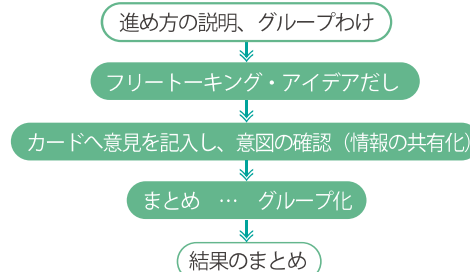 進め方の説明、グループわけ
フリートーキング・アイデアだし
カードへ意見を記入し、意図の確認（情報の共有化）
まとめ　…　グループ化
結果のまとめ